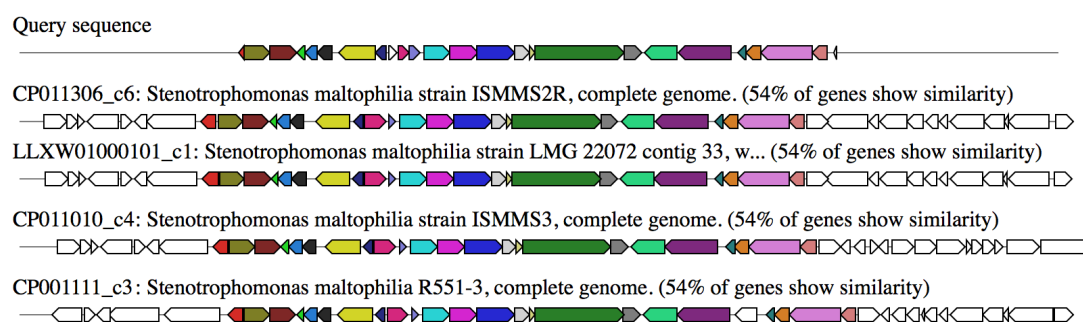 Query sequence
CP011306_c6: Stenotrophomonas maltophilia strain ISMMS2R, complete genome. (54% of genes show similarity)
LLXW01000101_c1: Stenotrophomonas maltophilia strain LMG 22072 contig 33, w... (54% of genes show similarity)
CP011010_c4: Stenotrophomonas maltophilia strain ISMMS3, complete genome. (54% of genes show similarity)
CP001111_c3: Stenotrophomonas maltophilia R551-3, complete genome. (54% of genes show similarity)